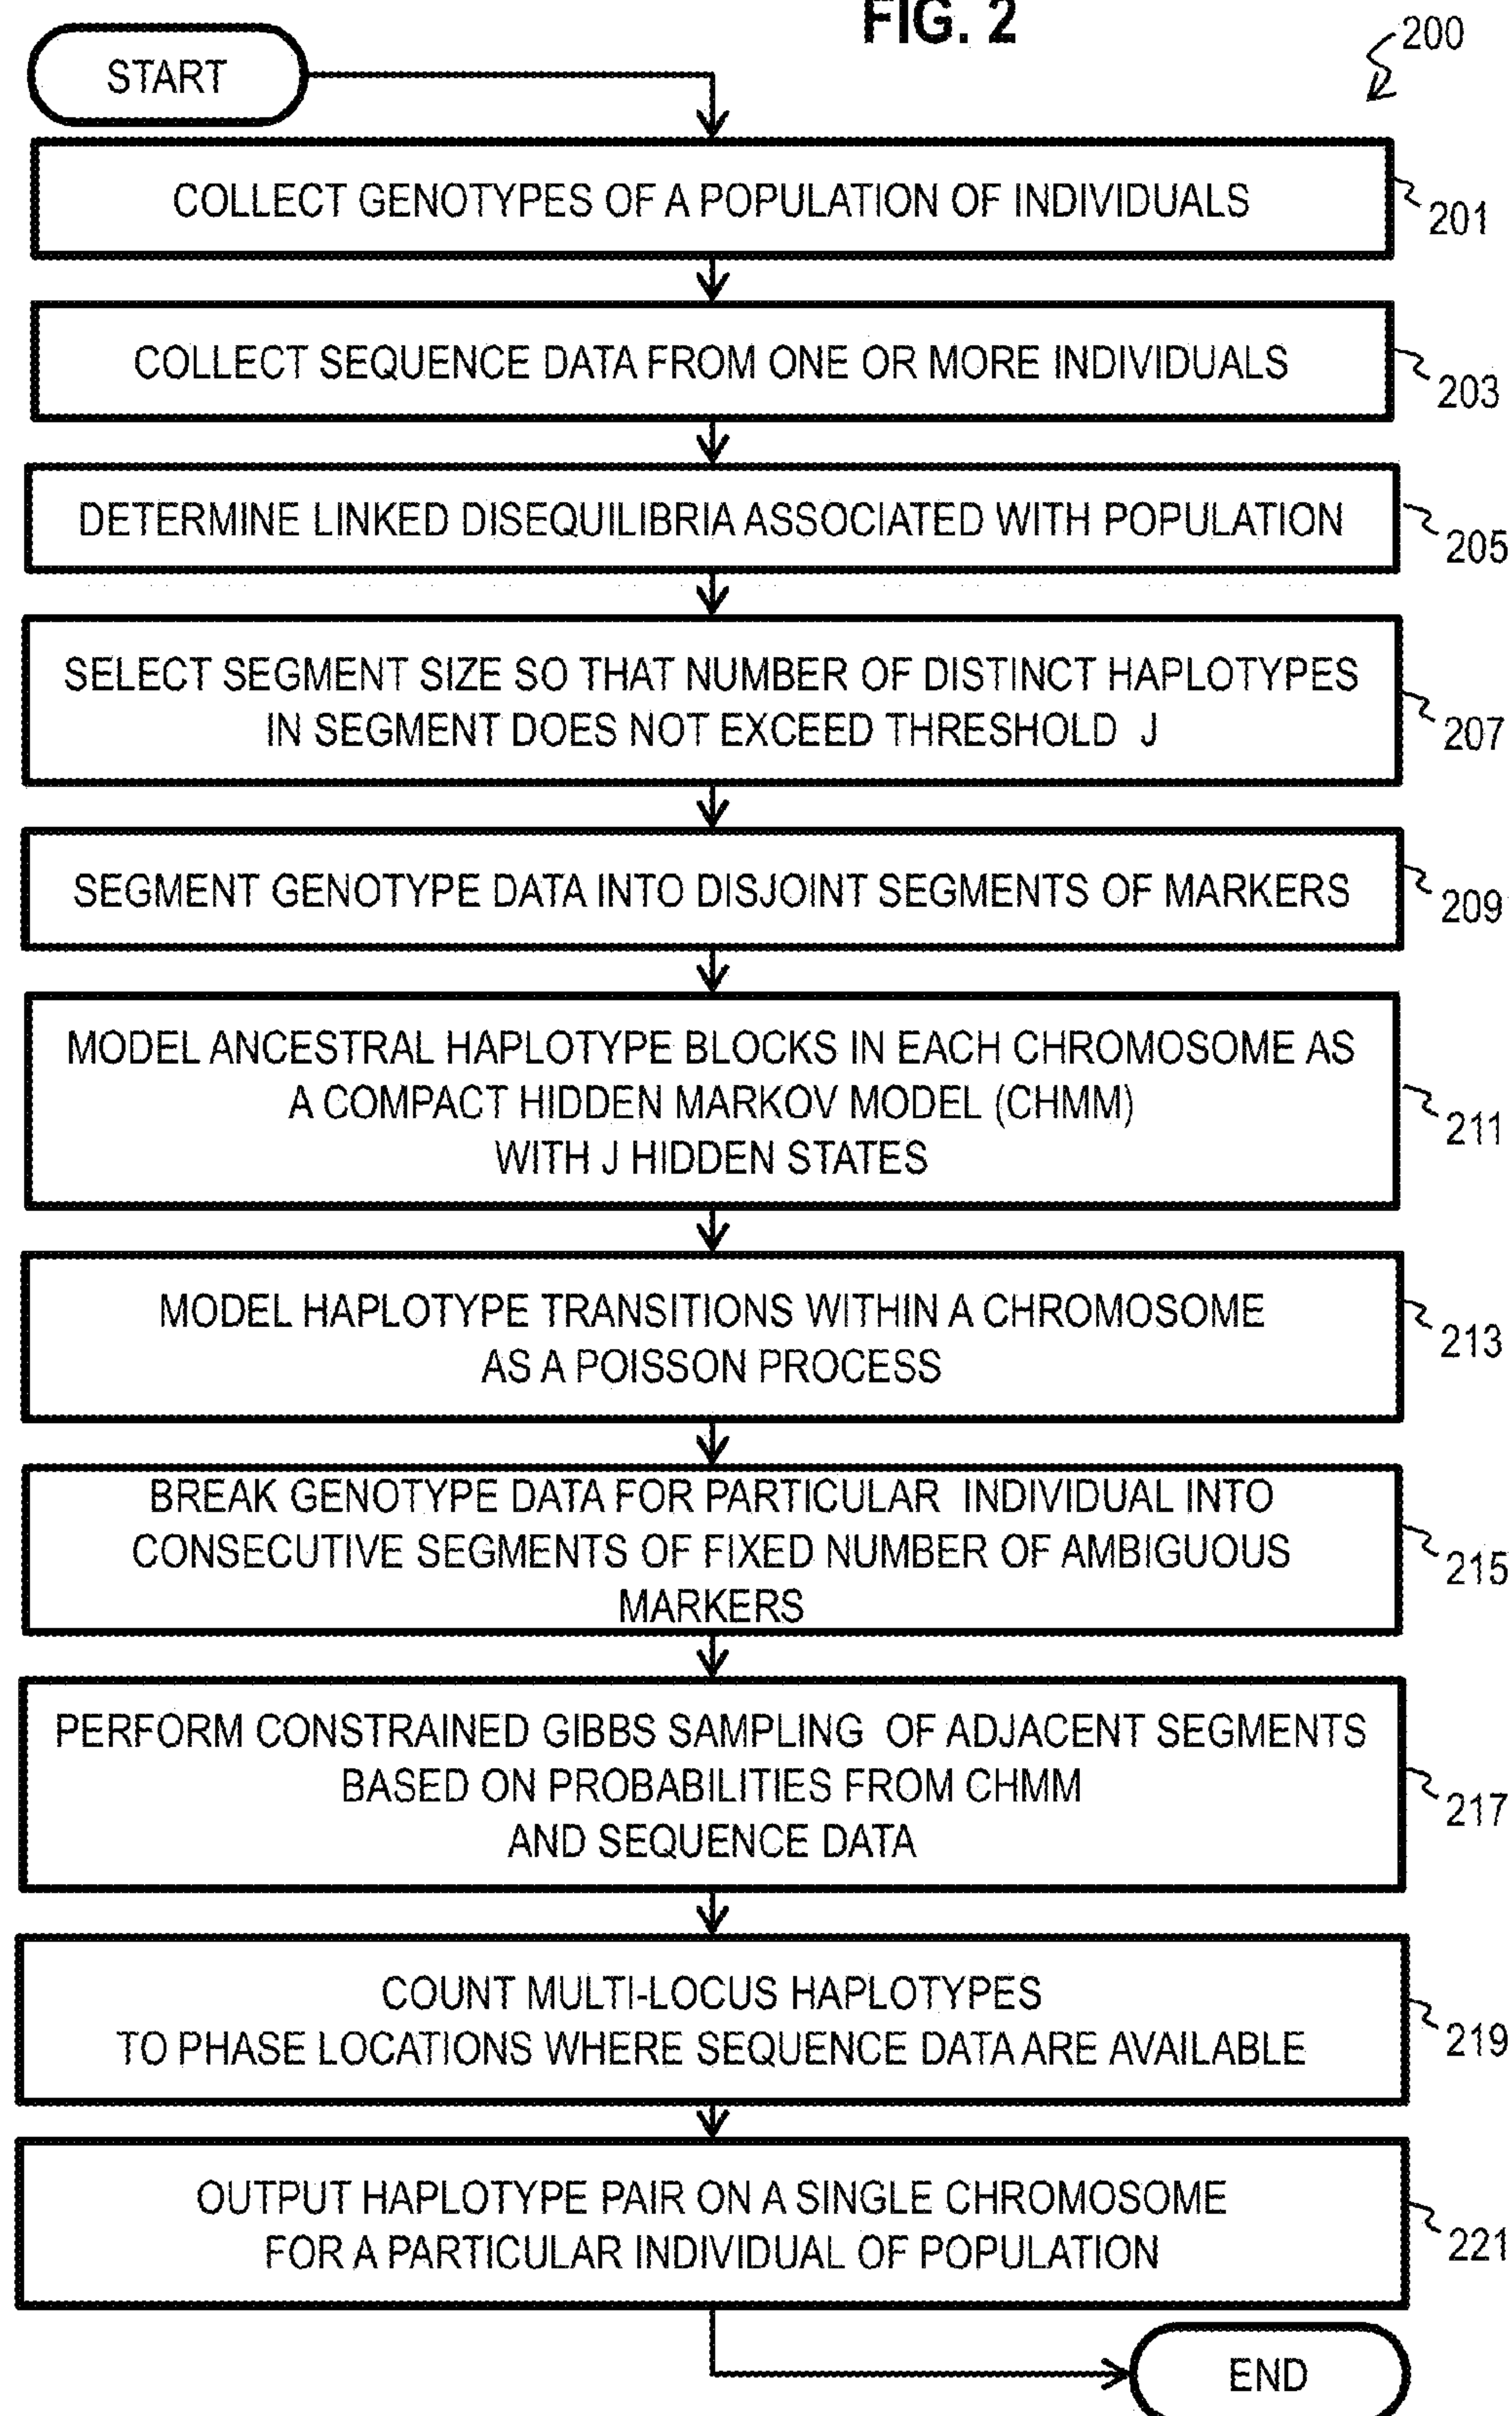 FIG. 2
200
START
COLLECT GENOTYPES OF A POPULATION OF INDIVIDUALS
201
COLLECT SEQUENCE DATA FROM ONE OR MORE INDIVIDUALS
203
DETERMINE LINKED DISEQUILIBRIA ASSOCIATED WITH POPULATION
205
SELECT SEGMENT SIZE SO THAT NUMBER OF DISTINCT HAPLOTYPES
IN SEGMENT DOES NOT EXCEED THRESHOLD J
207
SEGMENT GENOTYPE DATA INTO DISJOINT SEGMENTS OF MARKERS
209
MODEL ANCESTRAL HAPLOTYPE BLOCKS IN EACH CHROMOSOME AS
A COMPACT HIDDEN MARKOV MODEL (CHMM)
WITH J HIDDEN STATES
211
MODEL HAPLOTYPE TRANSITIONS WITHIN A CHROMOSOME
AS A POISSON PROCESS
213
BREAK GENOTYPE DATA FOR PARTICULAR INDIVIDUAL INTO
CONSECUTIVE SEGMENTS OF FIXED NUMBER OF AMBIGUOUS
MARKERS
215
PERFORM CONSTRAINED GIBBS SAMPLING OF ADJACENT SEGMENTS
BASED ON PROBABILITIES FROM CHMM
AND SEQUENCE DATA
217
COUNT MULTI-LOCUS HAPLOTYPES
TO PHASE LOCATIONS WHERE SEQUENCE DATA ARE AVAILABLE
219
OUTPUT HAPLOTYPE PAIR ON A SINGLE CHROMOSOME
FOR A PARTICULAR INDIVIDUAL OF POPULATION
221
END